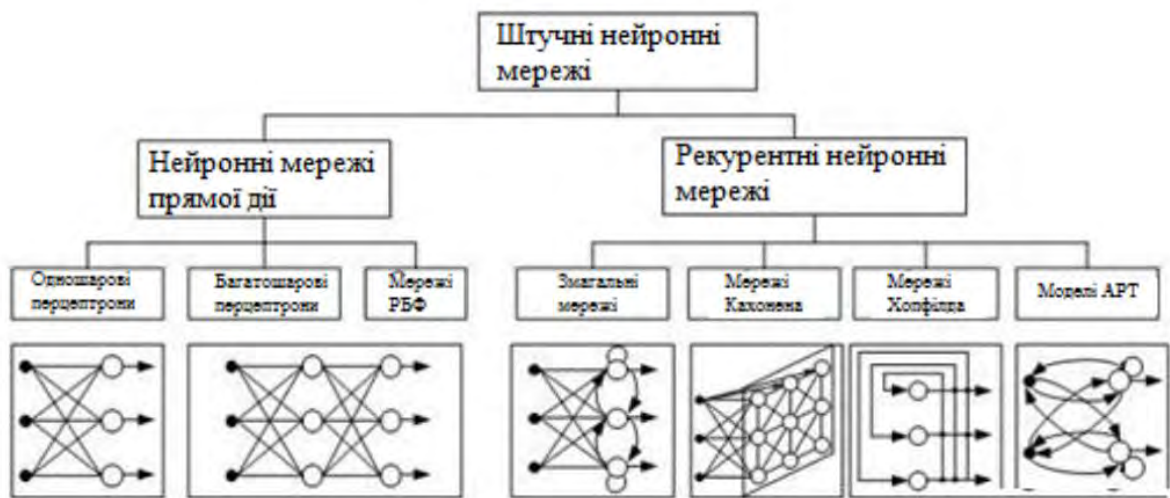 Штучні нейронні
мережі
Нейронні мережі
прямої дії
Рекурентні нейронні
мережі
Одношарові
перцептрони
Багатошарові
перцептрони
Мережі
РБФ
Змагальні
мережі
Мережі
Кахонена
Мережі
Хопфілда
Моделі АРТ